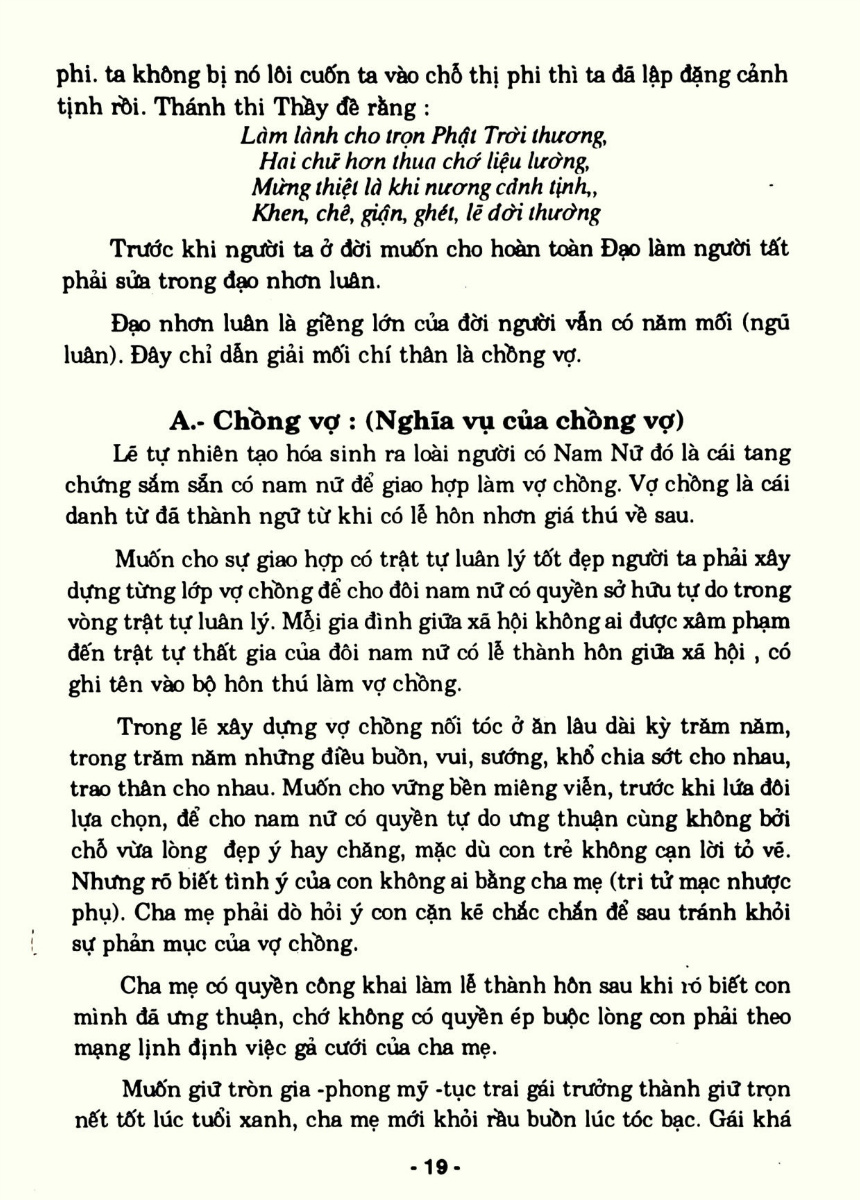 phi. ta không bị nó lôi cuốn ta vào chỗ thị phi thì ta đã lập đặng cảnh
tịnh rồi. Thánh thi Thầy đề rằng :
Làm lành cho trọn Phật Trời thương,
Hai chữ hơn thua chớ liệu lường,
Mừng thiệt là khi nương cảnh tịnh,,
Khen, chê, giận, ghét, lẽ đời thường
Trước khi người ta ở đời muốn cho hoàn toàn Đạo làm người tất
phải sửa trong đạo nhơn luân.
Đạo nhơn luân là giềng lớn của đời người vẫn có năm mối (ngũ
luân). Đây chỉ dẫn giải mối chí thân là chồng vợ.
A.- Chồng vợ : (Nghĩa vụ của chồng vợ)
Lẽ tự nhiên tạo hóa sinh ra loài người có Nam Nữ đó là cái tang
chứng sắm sẵn có nam nữ để giao hợp làm vợ chồng. Vợ chồng là cái
danh từ đã thành ngữ từ khi có lễ hôn nhơn giá thú về sau.
Muốn cho sự giao hợp có trật tự luân lý tốt đẹp người ta phải xây
dựng từng lớp vợ chồng để cho đôi nam nữ có quyền sở hữu tự do trong
vòng trật tự luân lý. Mỗi gia đình giữa xã hội không ai được xâm phạm
đến trật tự thất gia của đôi nam nữ có lễ thành hôn giữa xã hội , có
ghi tên vào bộ hôn thú làm vợ chồng.
Trong lẽ xây dựng vợ chồng nối tóc ở ăn lâu dài kỳ trăm năm,
trong trăm năm những điều buồn, vui, sướng, khổ chia sớt cho nhau,
trao thân cho nhau. Muốn cho vững bền miêng viễn, trước khi lứa đôi
lựa chọn, để cho nam nữ có quyền tự do ưng thuận cùng không bởi
chỗ vừa lòng đẹp ý hay chăng, mặc dù con trẻ không cạn lời tỏ vẽ.
Nhưng rõ biết tình ý của con không ai bằng cha mẹ (tri tử mạc nhược
phụ). Cha mẹ phải dò hỏi ý con cặn kẽ chắc chắn để sau tránh khỏi
sự phản mục của vợ chồng.
Cha mẹ có quyền công khai làm lễ thành hôn sau khi rõ biết con
mình đã ưng thuận, chớ không có quyền ép buộc lòng con phải theo
mạng lịnh định việc gả cưới của cha mẹ.
Muốn giữ tròn gia -phong mỹ -tục trai gái trưởng thành giữ trọn
nết tốt lúc tuổi xanh, cha mẹ mới khỏi rầu buồn lúc tóc bạc. Gái khá
- 19 -